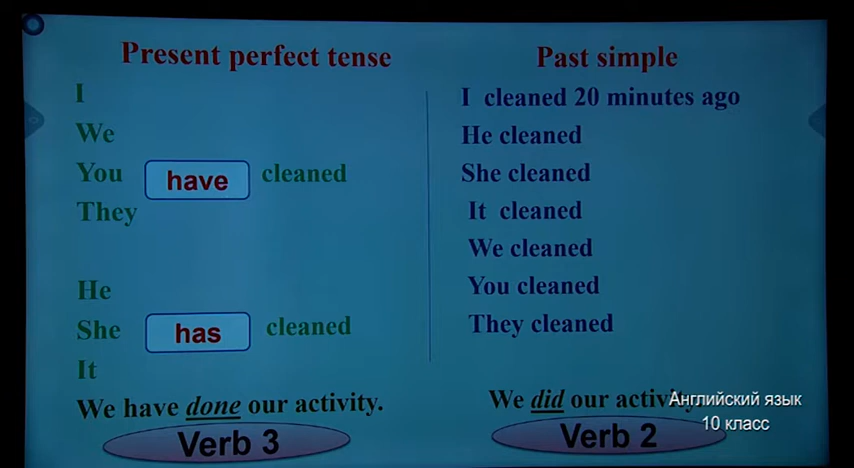 Present perfect tense
I
We
You have cleaned
They
He
She has cleaned
It
We have done our activity.
Verb 3
Past simple
I cleaned 20 minutes ago
He cleaned
She cleaned
It cleaned
We cleaned
You cleaned
They cleaned
We did our activity.
Verb 2
Английский язык
10 класс